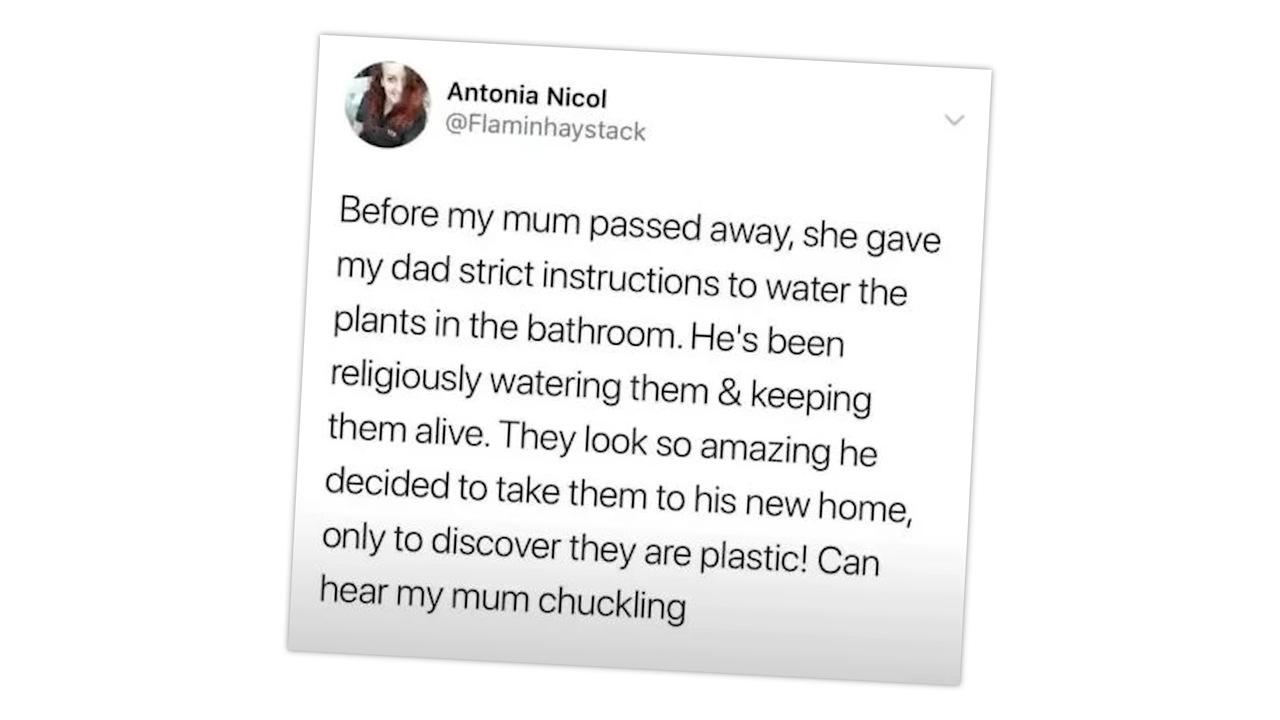 Antonia Nicol
@Flaminhaystack
Before my mum passed away, she gave
my dad strict instructions to water the
plants in the bathroom. He's been
religiously watering them & keeping
them alive. They look so amazing he
decided to take them to his new home,
only to discover they are plastic! Can
hear my mum chuckling